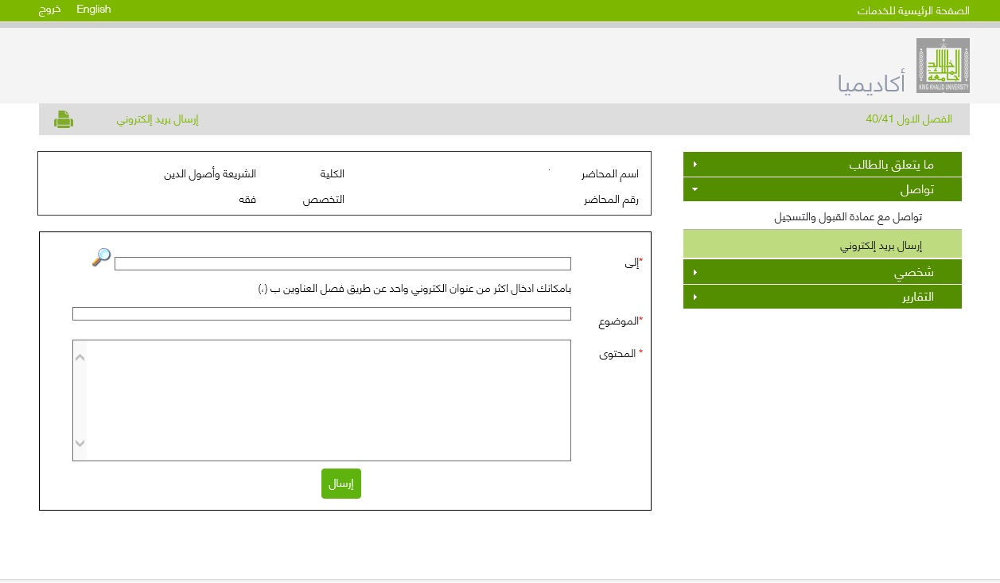 الصفحة الرئيسية للخدمات
English
خروج
جامعة الملك خالد
KING KHALID UNIVERSITY
أكاديميا
الفصل الاول 40/41
إرسال بريد إلكتروني
ما يتعلق بالطالب
تواصل
تواصل مع عمادة القبول والتسجيل
إرسال بريد إلكتروني
شخصي
التقارير
اسم المحاضر
الكلية
الشريعة وأصول الدين
رقم المحاضر
التخصص
فقه
*إلى
بامكانك ادخال اكثر من عنوان الكتروني واحد عن طريق فصل العناوين ب (،)
*الموضوع
* المحتوى
إرسال